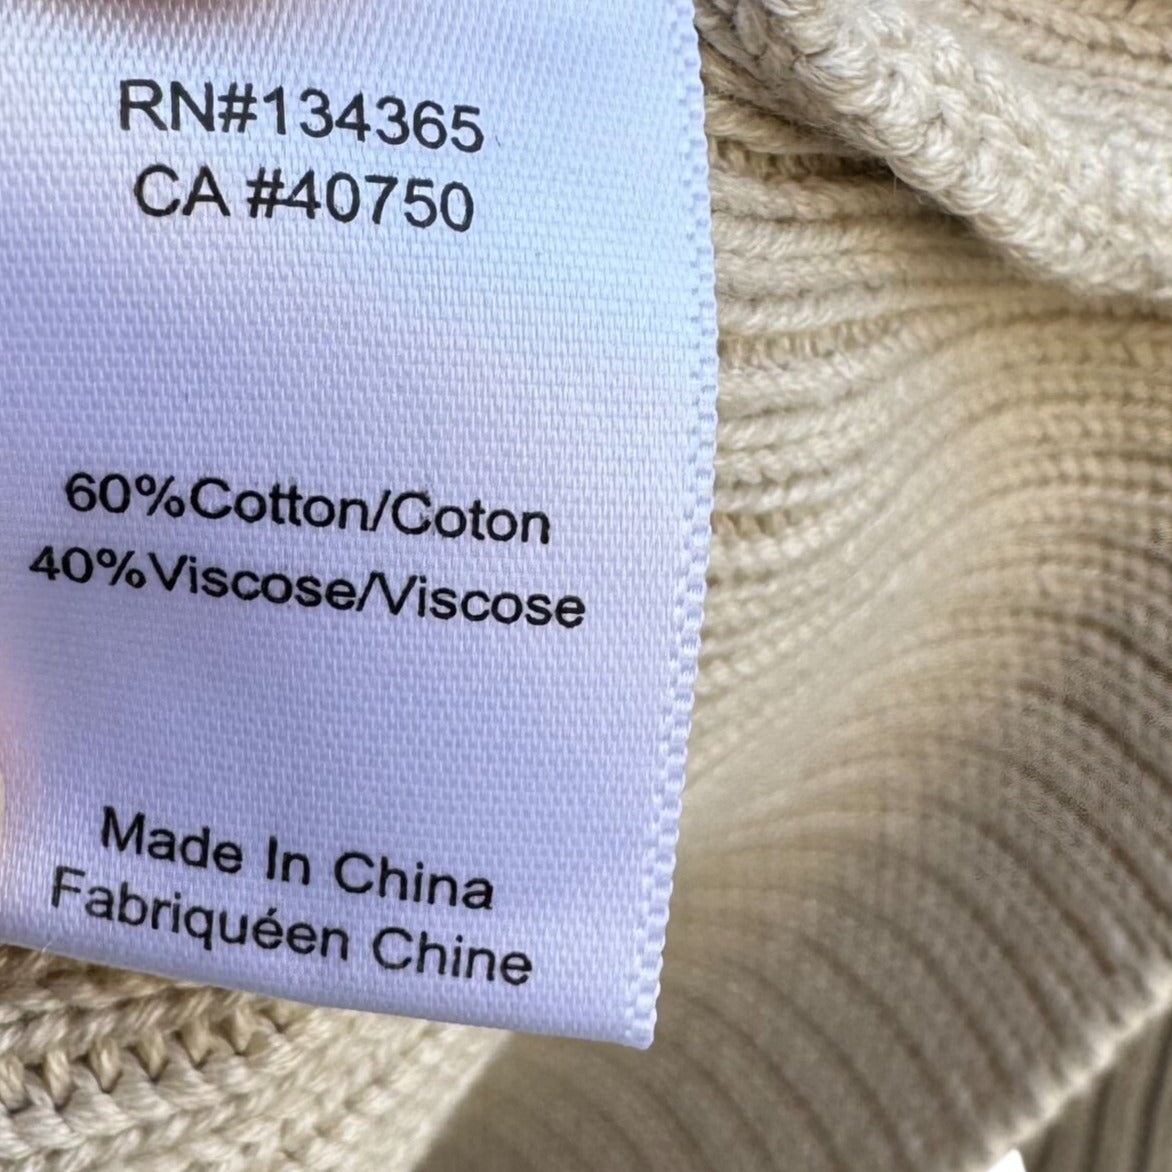 RN#134365
CA #40750
60%Cotton/Coton
40%Viscose/Viscose
Made In China
Fabriquéen Chine